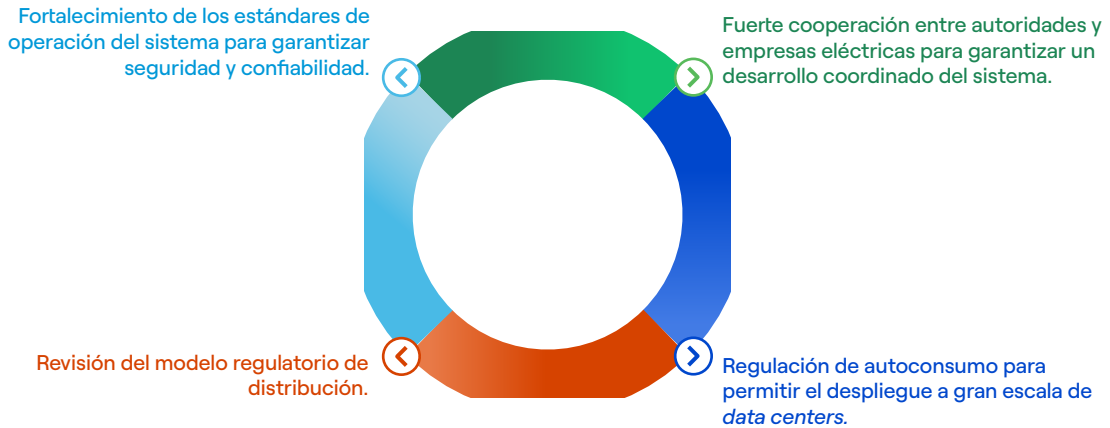 Fortalecimiento de los estándares de
operación del sistema para garantizar
seguridad y confiabilidad.
Fuerte cooperación entre autoridades y
empresas eléctricas para garantizar un
desarrollo coordinado del sistema.
Revisión del modelo regulatorio de
distribución.
Regulación de autoconsumo para
permitir el despliegue a gran escala de
data centers.